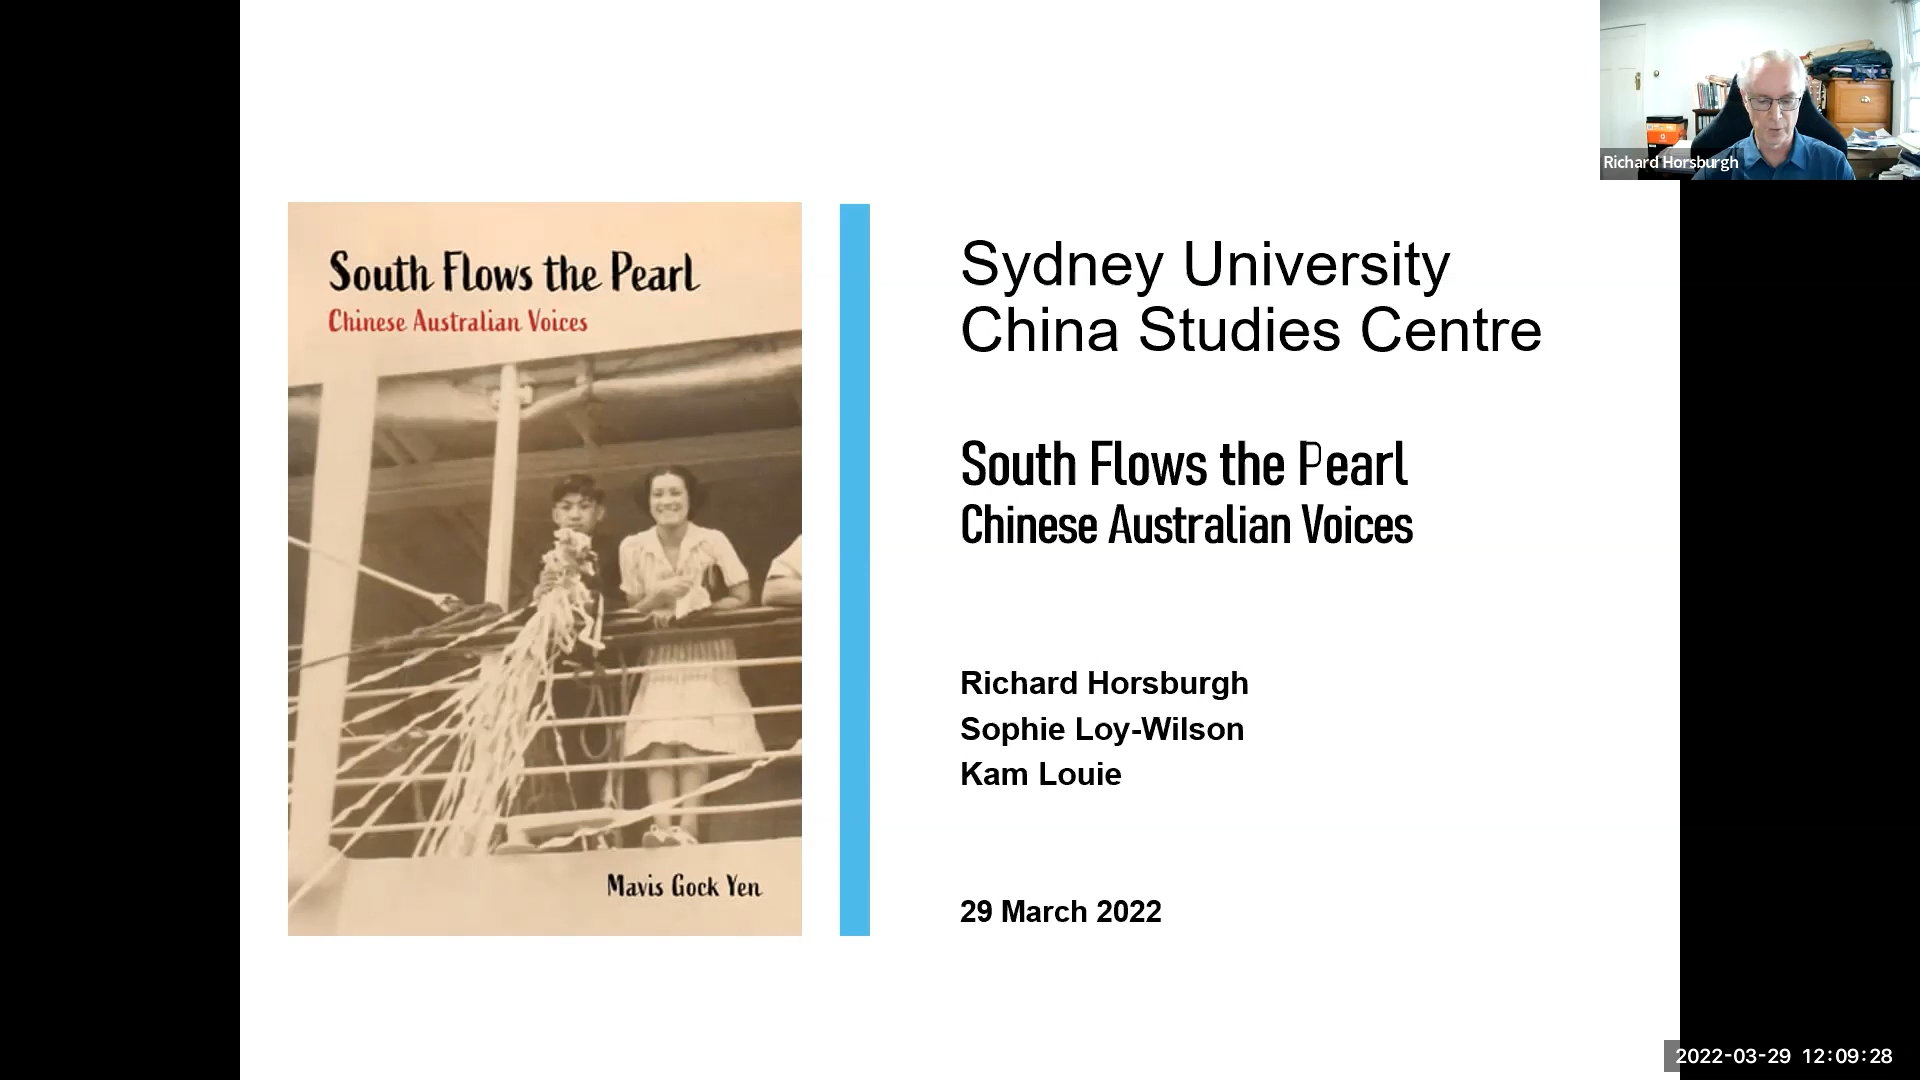 South Flows the Pearl
Chinese Australian Voices
Mavis Gock Yen
Sydney University
China Studies Centre
South Flows the Pearl
Chinese Australian Voices
Richard Horsburgh
Sophie Loy-Wilson
Kam Louie
29 March 2022
Richard Horsburgh
2022-03-29 12:09:28